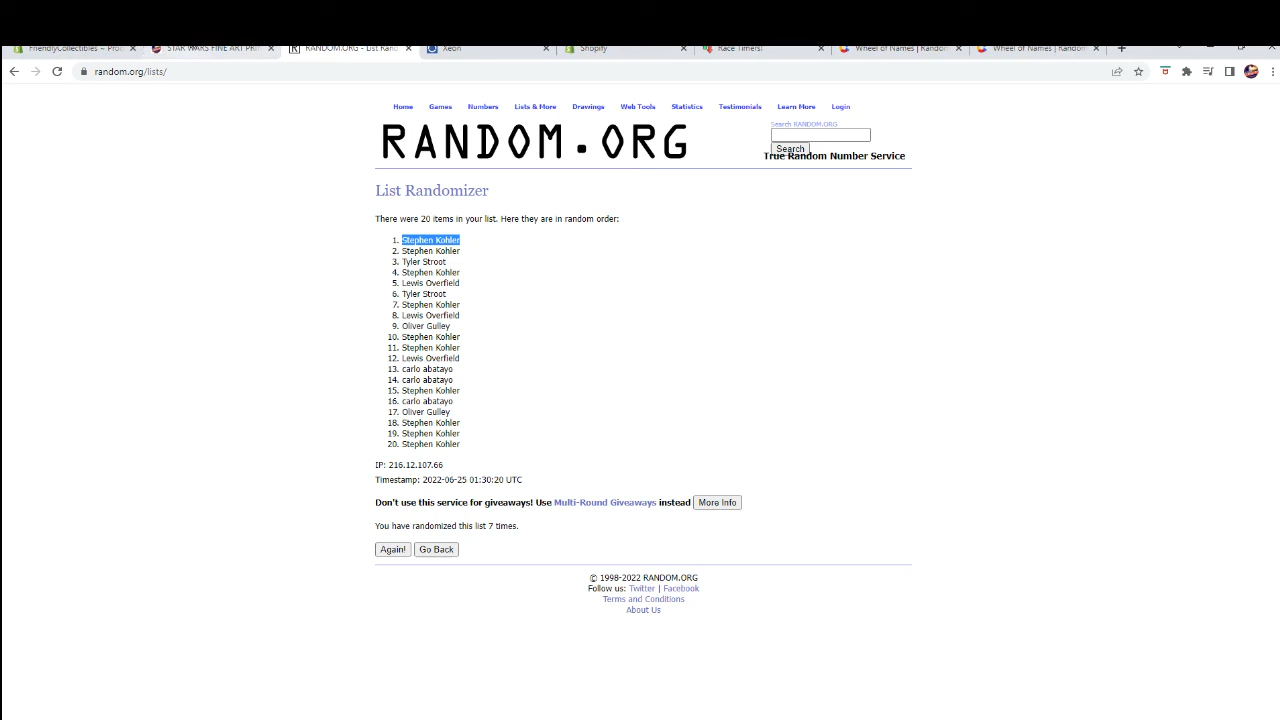 FriendlyCollectibles ~ Pro
STAR WARS FINE ART PRI
RANDOM.ORG - List Rand
Xeon
Shopify
Race Timers!
Wheel of Names | Random
Wheel of Names | Random
random.org/lists/
Home Games Numbers Lists & More Drawings Web Tools Statistics Testimonials Learn More Login
RANDOM.ORG
Search RANDOM.ORG
Search
True Random Number Service
List Randomizer
There were 20 items in your list. Here they are in random order:
1. Stephen Kohler
2. Stephen Kohler
3. Tyler Stroot
4. Stephen Kohler
5. Lewis Overfield
6. Tyler Stroot
7. Stephen Kohler
8. Lewis Overfield
9. Oliver Gulley
10. Stephen Kohler
11. Stephen Kohler
12. Lewis Overfield
13. carlo abatayo
14. carlo abatayo
15. Stephen Kohler
16. carlo abatayo
17. Oliver Gulley
18. Stephen Kohler
19. Stephen Kohler
20. Stephen Kohler
IP: 216.12.107.66
Timestamp: 2022-06-25 01:30:20 UTC
Don't use this service for giveaways! Use Multi-Round Giveaways instead More Info
You have randomized this list 7 times.
Again! Go Back
© 1998-2022 RANDOM.ORG
Follow us: Twitter | Facebook
Terms and Conditions
About Us